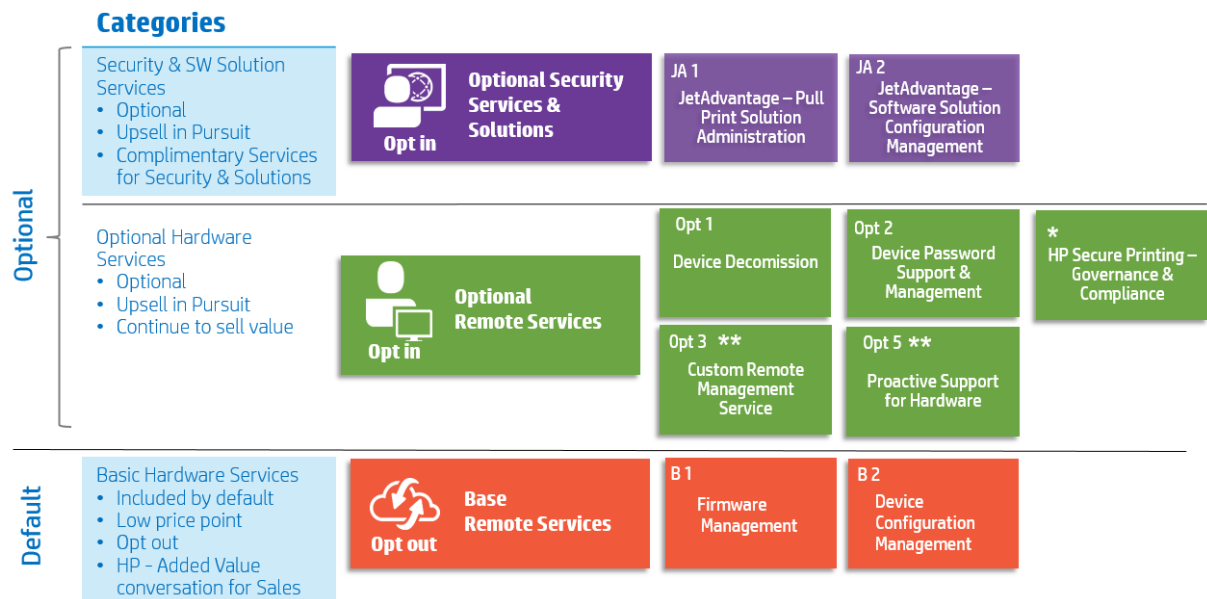 Categories
Optional
Security & SW Solution
Services
• Optional
• Upsell in Pursuit
• Complimentary Services
for Security & Solutions
Opt in
Optional Security
Services &
Solutions
JA 1
JetAdvantage – Pull
Print Solution
Administration
JA 2
JetAdvantage –
Software Solution
Configuration
Management
Optional Hardware
Services
• Optional
• Upsell in Pursuit
• Continue to sell value
Opt in
Optional
Remote Services
Opt 1
Device Decomission
Opt 2
Device Password
Support &
Management
*
HP Secure Printing –
Governance &
Compliance
Opt 3 **
Custom Remote
Management
Service
Opt 5 **
Proactive Support
for Hardware
Default
Basic Hardware Services
• Included by default
• Low price point
• Opt out
• HP - Added Value
conversation for Sales
Opt out
Base
Remote Services
B 1
Firmware
Management
B 2
Device
Configuration
Management